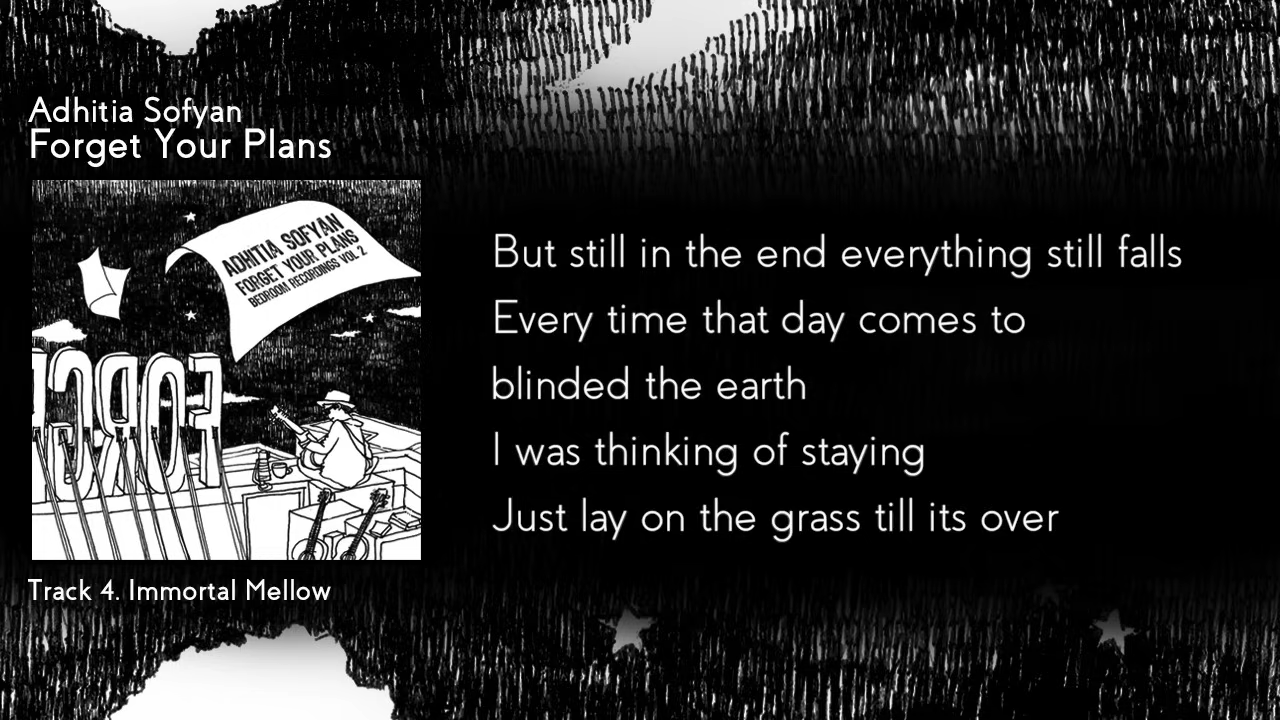 Adhitia Sofyan
Forget Your Plans
ADHITIA SOFYAN
FORGET YOUR PLANS
BEDROOM RECORDINGS VOL. 2
FORGE
Track 4. Immortal Mellow
But still in the end everything still falls
Every time that day comes to
blinded the earth
I was thinking of staying
Just lay on the grass till its over